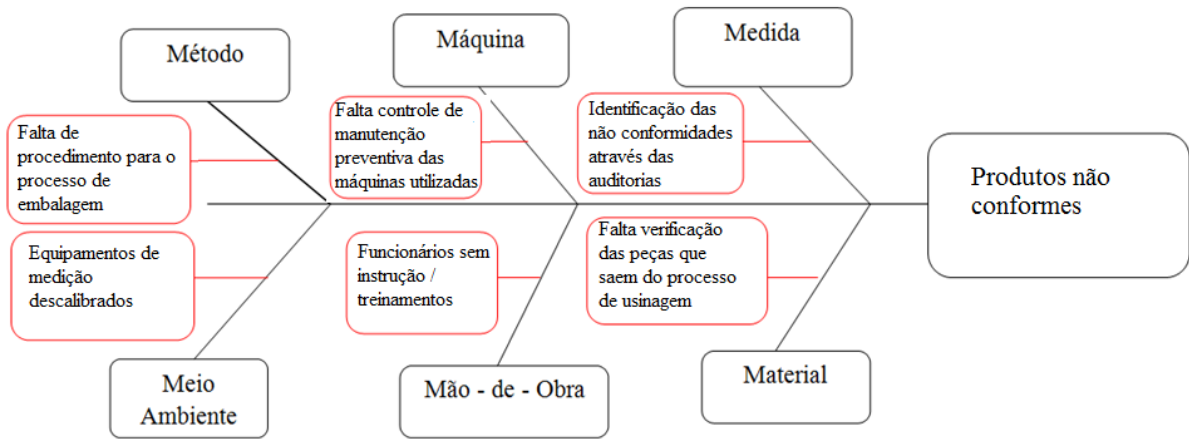 Método
Máquina
Medida
Falta de
procedimento para o
processo de
embalagem
Falta controle de
manutenção
preventiva das
máquinas utilizadas
Identificação das
não conformidades
através das
auditorias
Produtos não
conformes
Equipamentos de
medição
descalibrados
Funcionários sem
instrução /
treinamentos
Falta verificação
das peças que
saem do processo
de usinagem
Meio
Ambiente
Mão - de - Obra
Material